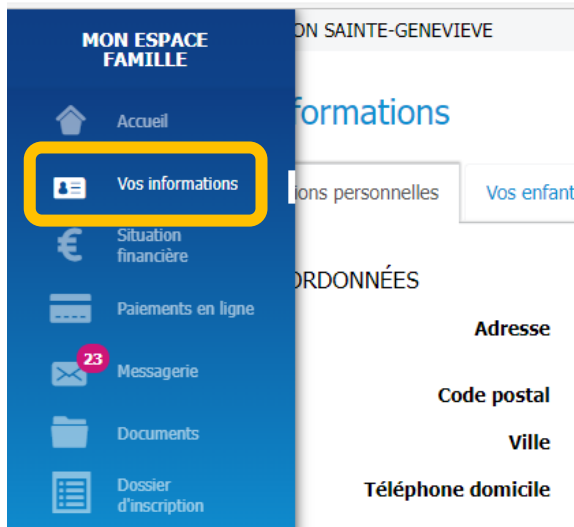 MON ESPACE
FAMILLE
Accueil
Vos informations
Situation
financière
Paiements en ligne
23
Messagerie
Documents
Dossier
d'inscription
ON SAINTE-GENEVIEVE
formations
ions personnelles
Vos enfant
ORDONNÉES
Adresse
Code postal
Ville
Téléphone domicile